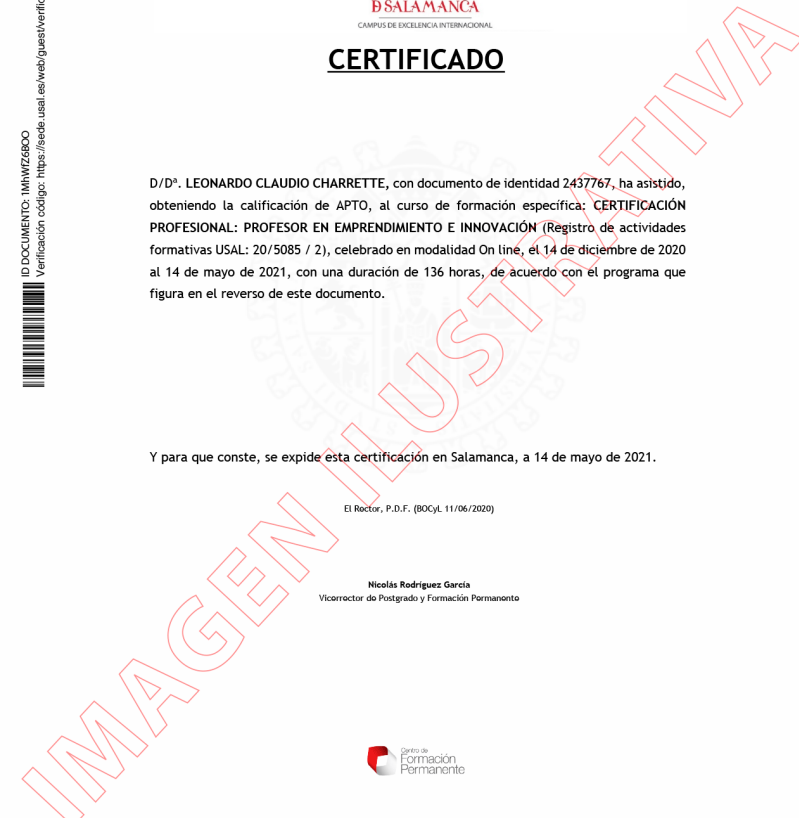 D SALAMANCA
CAMPUS DE EXCELENCIA INTERNACIONAL
CERTIFICADO
D/Dª. LEONARDO CLAUDIO CHARRETTE, con documento de identidad 2437767, ha asistido,
obteniendo la calificación de APTO, al curso de formación específica: CERTIFICACIÓN
PROFESIONAL: PROFESOR EN EMPRENDIMIENTO E INNOVACIÓN (Registro de actividades
formativas USAL: 20/5085 / 2), celebrado en modalidad On line, el 14 de diciembre de 2020
al 14 de mayo de 2021, con una duración de 136 horas, de acuerdo con el programa que
figura en el reverso de este documento.
Y para que conste, se expide esta certificación en Salamanca, a 14 de mayo de 2021.
El Rector, P.D.F. (BOCyL 11/06/2020)
Nicolás Rodríguez García
Vicerrector de Postgrado y Formación Permanente
Centro de
Formación
Permanente
ID DOCUMENTO: 1MhWfZ6BOO
Verificación código: https://sede.usal.es/web/guest/verific
IMAGEN ILUSTRATIVA